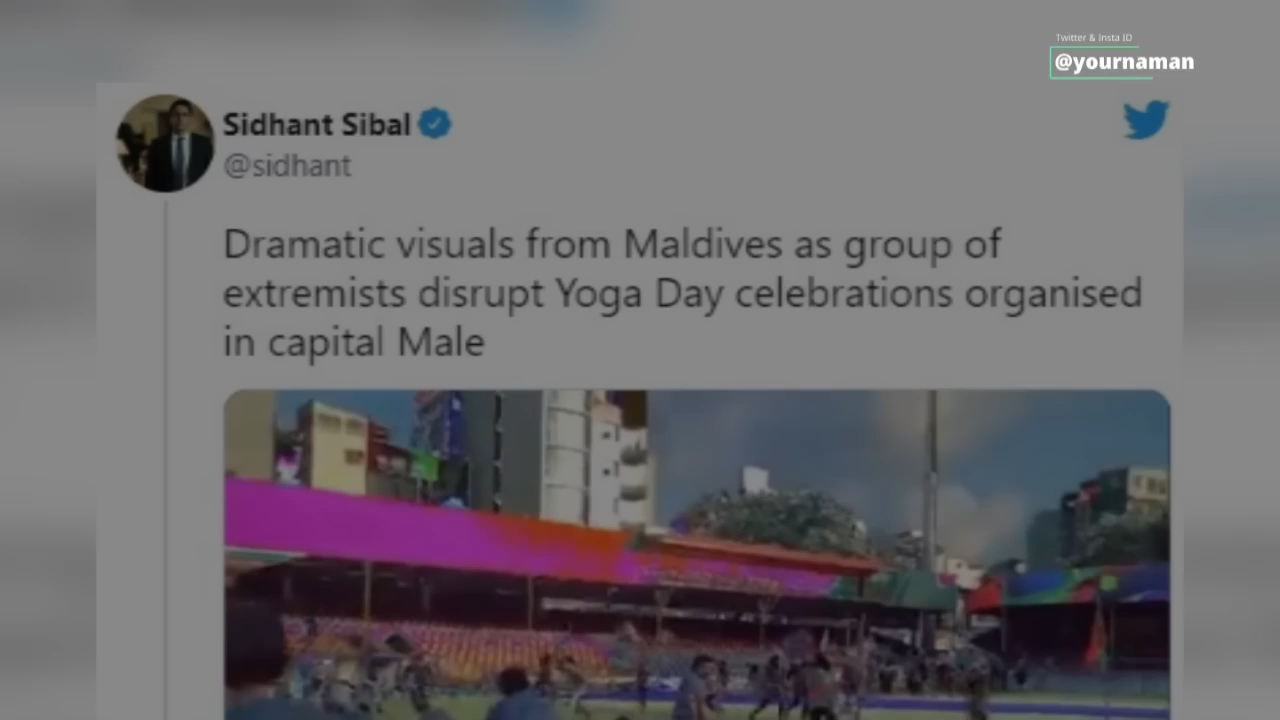 Twitter & Insta ID
@yournaman
Sidhant Sibal
@sidhant
Dramatic visuals from Maldives as group of
extremists disrupt Yoga Day celebrations organised
in capital Male